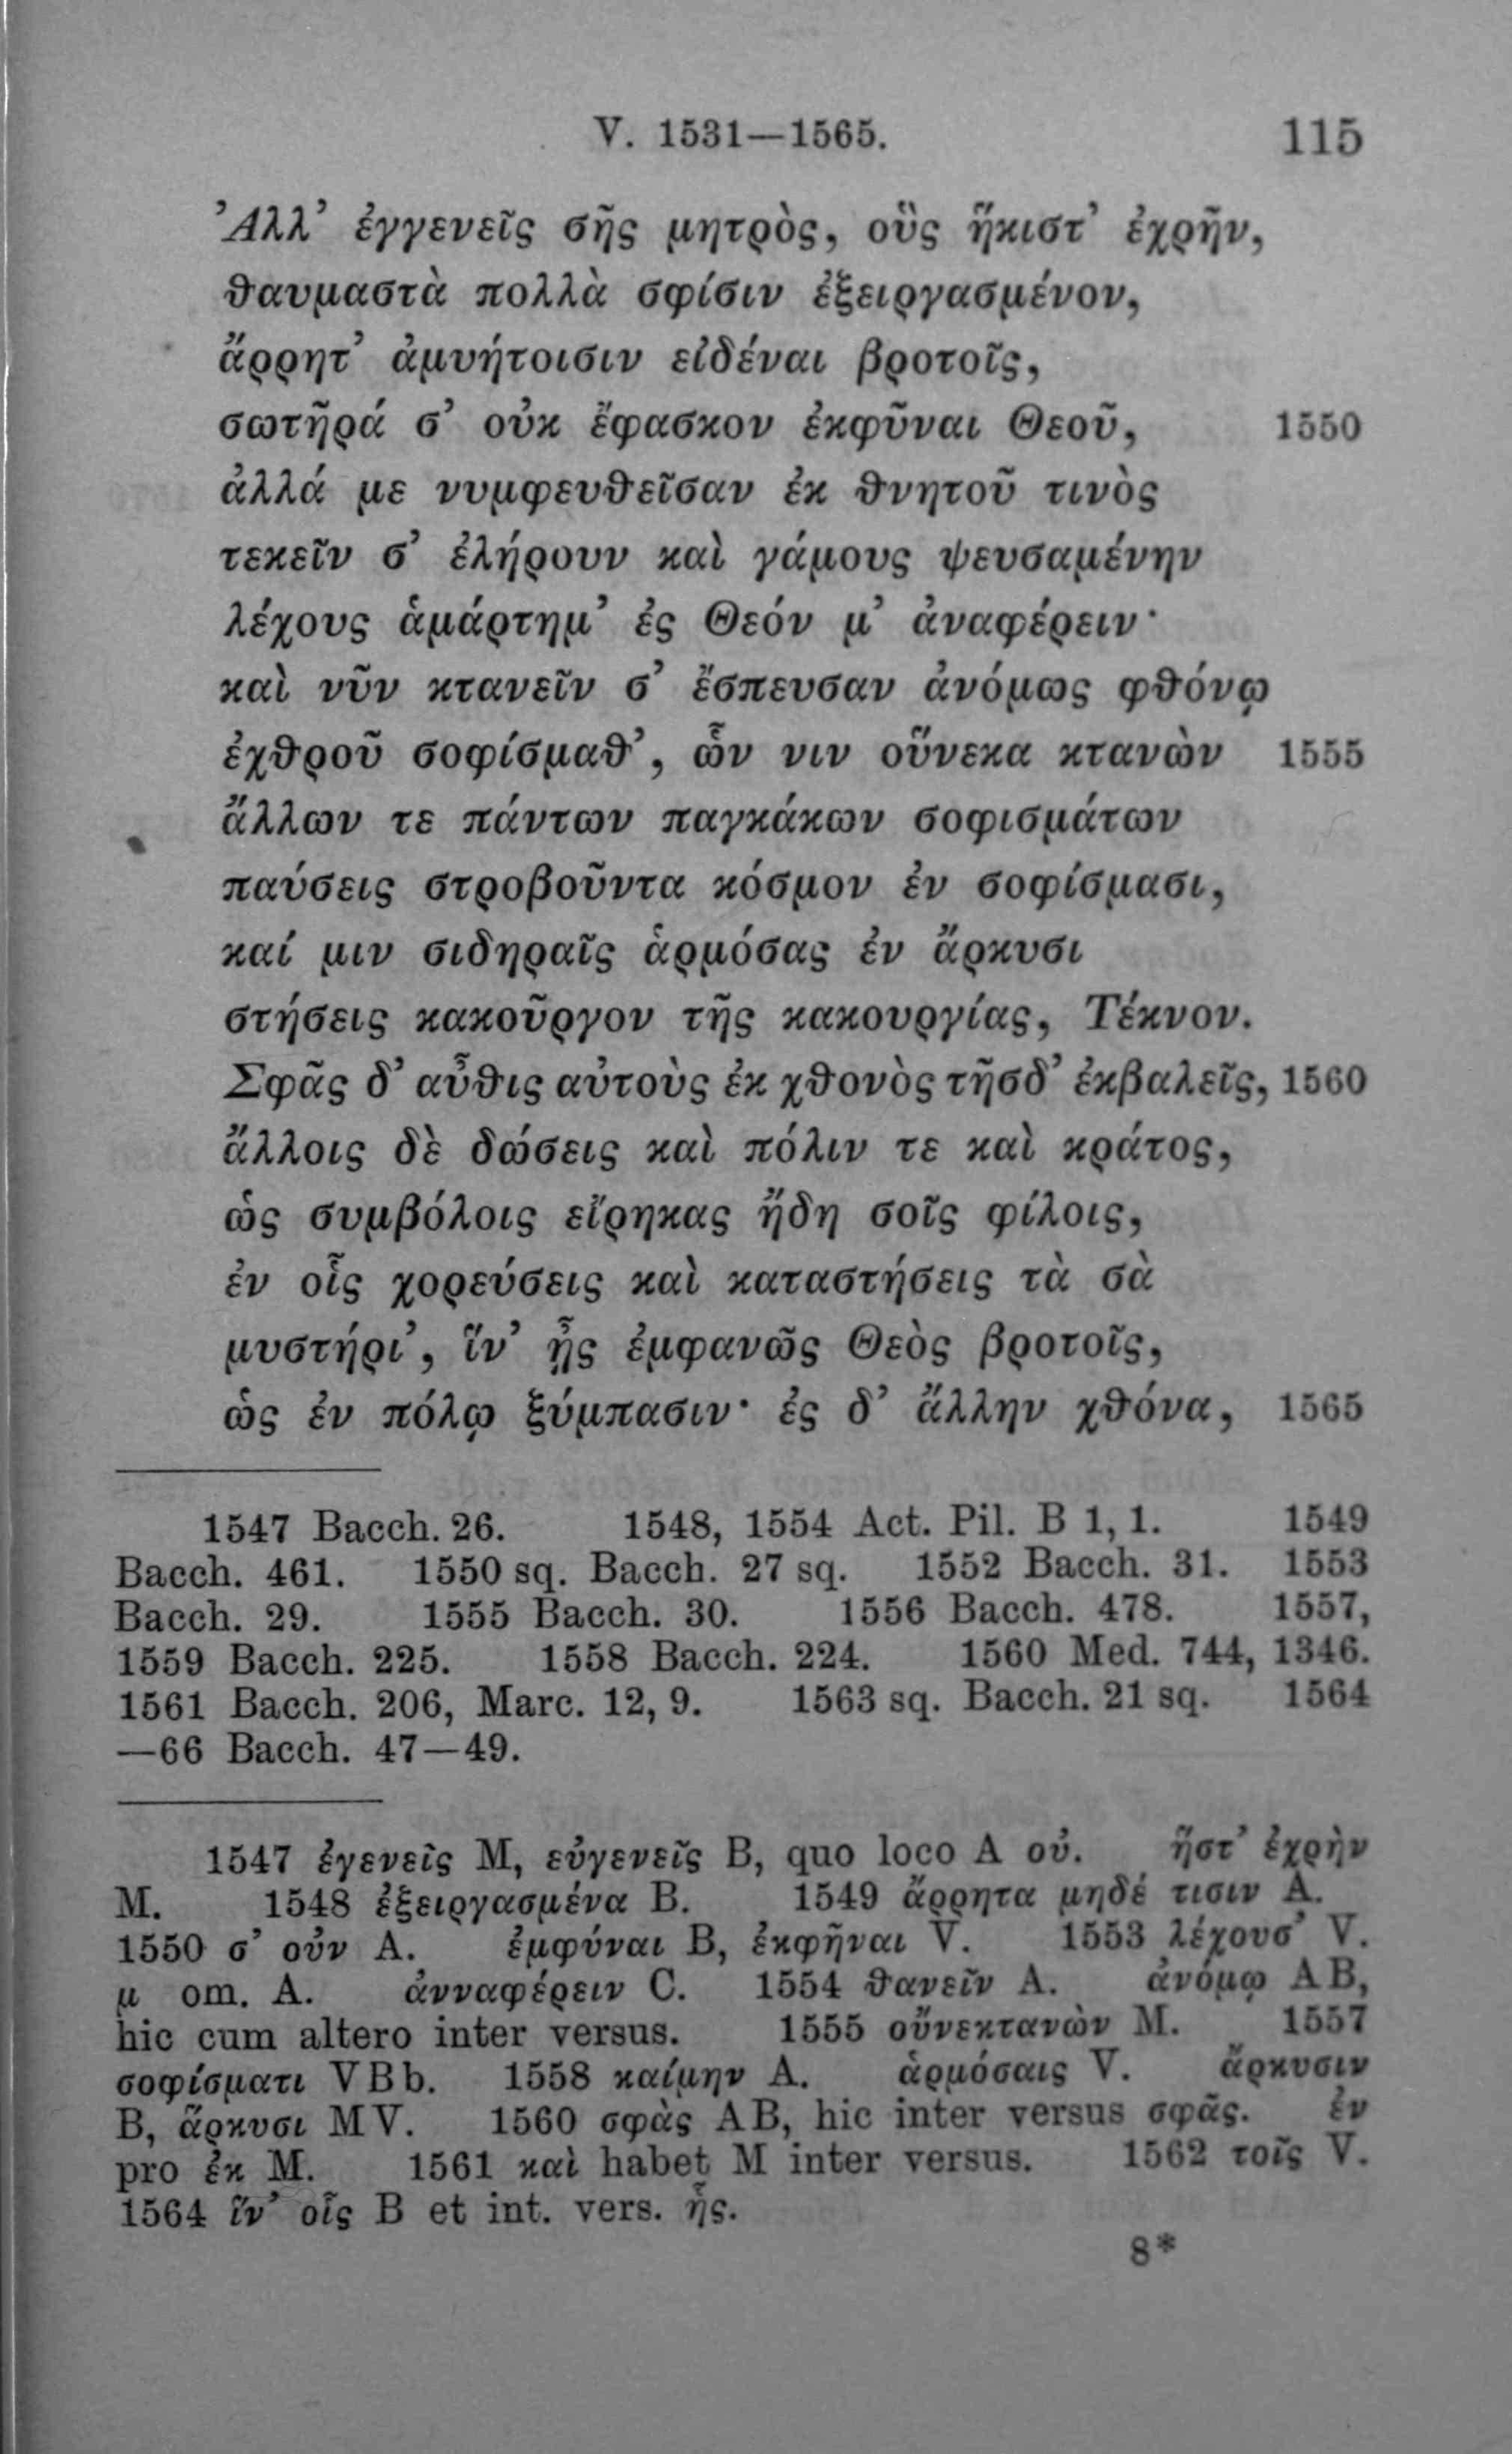 V. 1531—1565. 115
Ἀλλ' ἐγγενεῖς σῆς μητρὸς, οὓς ἥκιστ' ἐχρῆν,
θαυμαστὰ πολλὰ σφίσιν ἐξειργασμένον,
ἄρρητ' ἀμυήτοισιν εἰδέναι βροτοῖς,
σωτῆρά σ' οὐκ ἔφασκον ἐκφῦναι Θεοῦ, 1550
ἀλλά με νυμφευθεῖσαν ἐκ θνητοῦ τινὸς
τεκεῖν σ' ἐλήρουν καὶ γάμους ψευσαμένην
λέχους ἁμάρτημ' ἐς Θεόν μ' ἀναφέρειν·
καὶ νῦν κτανεῖν σ' ἔσπευσαν ἀνόμως φθόνῳ
ἐχθροῦ σοφίσμαθ', ὧν νιν οὕνεκα κτανὼν 1555
ἄλλων τε πάντων παγκάκων σοφισμάτων
παύσεις στροβοῦντα κόσμον ἐν σοφίσμασι,
καί μιν σιδηραῖς ἁρμόσας ἐν ἄρκυσι
στήσεις κακοῦργον τῆς κακουργίας, Τέκνον.
Σφᾶς δ' αὖθις αὐτοὺς ἐκ χθονὸς τῆσδ' ἐκβαλεῖς, 1560
ἄλλοις δὲ δώσεις καὶ πόλιν τε καὶ κράτος,
ὡς συμβόλοις εἴρηκας ἤδη σοῖς φίλοις,
ἐν οἷς χορεύσεις καὶ καταστήσεις τὰ σὰ
μυστήρι', ἵν' ᾖς ἐμφανῶς Θεὸς βροτοῖς,
ὡς ἐν πόλῳ ξύμπασιν· ἐς δ' ἄλλην χθόνα, 1565
1547 Bacch. 26. 1548, 1554 Act. Pil. B 1, 1. 1549
Bacch. 461. 1550 sq. Bacch. 27 sq. 1552 Bacch. 31. 1553
Bacch. 29. 1555 Bacch. 30. 1556 Bacch. 478. 1557,
1559 Bacch. 225. 1558 Bacch. 224. 1560 Med. 744, 1346.
1561 Bacch. 206, Marc. 12, 9. 1563 sq. Bacch. 21 sq. 1564
—66 Bacch. 47—49.
1547 ἐγενεῖς M, εὐγενεῖς B, quo loco A οὐ. ἥστ' ἐχρὴν
M. 1548 ἐξειργασμένα B. 1549 ἄρρητα μηδέ τισιν A.
1550 σ' οὖν A. ἐμφύναι B, ἐκφῆναι V. 1553 λέχουσ' V.
μ om. A. ἀνναφέρειν C. 1554 θανεῖν A. ἀνόμῳ AB,
hic cum altero inter versus. 1555 οὕνεκτανὼν M. 1557
σοφίσματι VBb. 1558 καίμην A. ἁρμόσαις V. ἄρκυσιν
B, ἅρκυσι MV. 1560 σφὰς AB, hic inter versus σφᾶς. ἐν
pro ἐκ M. 1561 καὶ habet M inter versus. 1562 τοῖς V.
1564 ἵν' οἷς B et int. vers. ᾖς.
8*